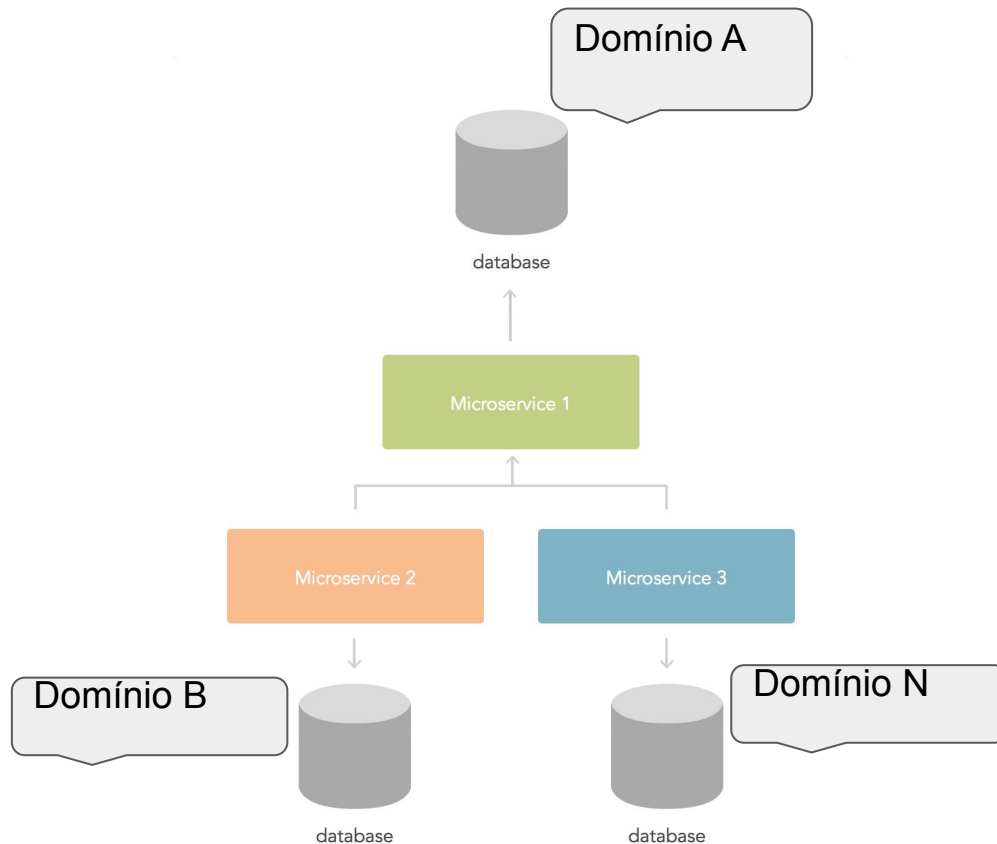 Domínio A
database
Microservice 1
Microservice 2
Microservice 3
Domínio B
Domínio N
database
database